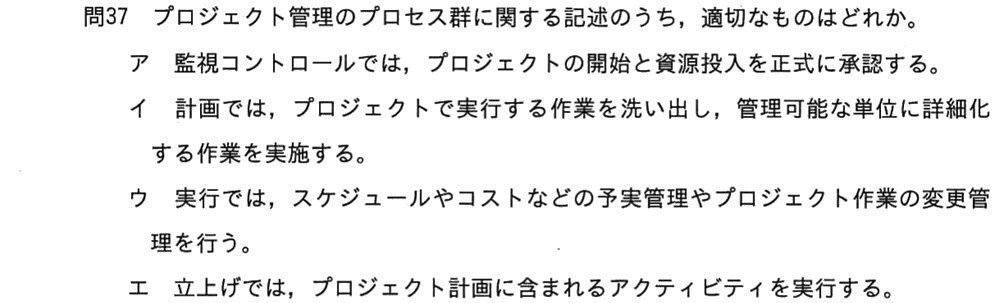 問37　プロジェクト管理のプロセス群に関する記述のうち，適切なものはどれか。
ア　監視コントロールでは，プロジェクトの開始と資源投入を正式に承認する。
イ　計画では，プロジェクトで実行する作業を洗い出し，管理可能な単位に詳細化
する作業を実施する。
ウ　実行では，スケジュールやコストなどの予実管理やプロジェクト作業の変更管
理を行う。
エ　立上げでは，プロジェクト計画に含まれるアクティビティを実行する。